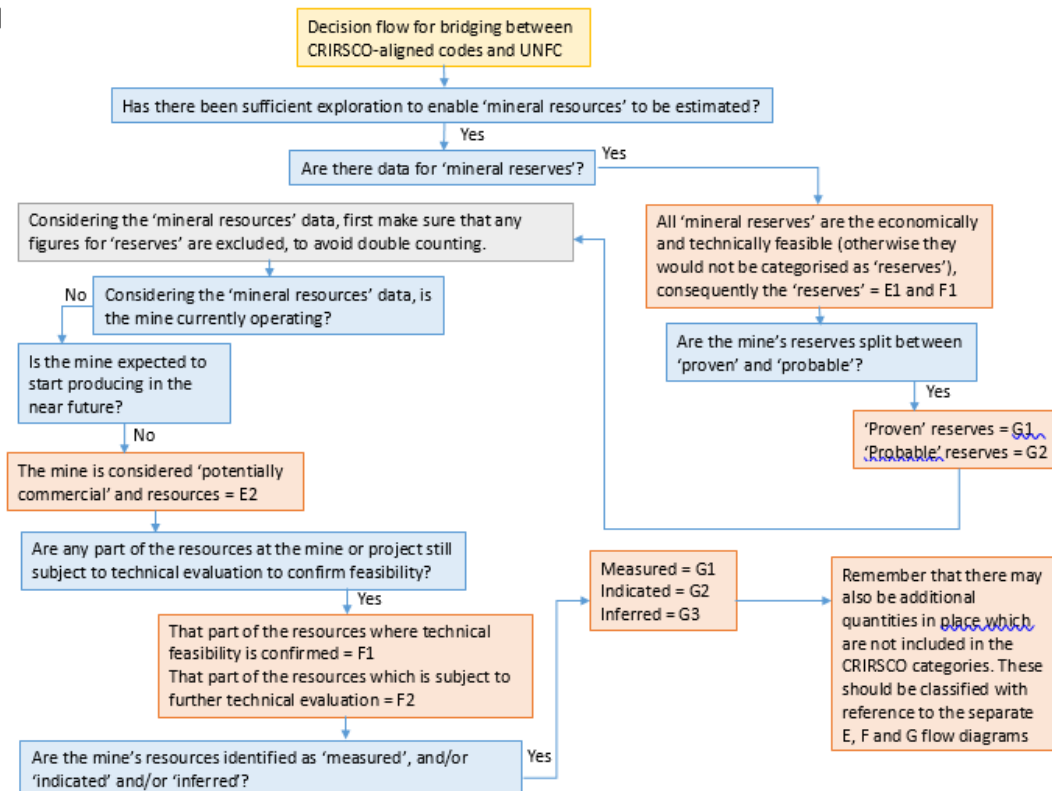 Decision flow for bridging between
CRIRSCO-aligned codes and UNFC
Has there been sufficient exploration to enable ‘mineral resources’ to be estimated?
Yes
Are there data for ‘mineral reserves’?
Yes
Considering the ‘mineral resources’ data, first make sure that any
figures for ‘reserves’ are excluded, to avoid double counting.
All ‘mineral reserves’ are the economically
and technically feasible (otherwise they
would not be categorised as ‘reserves’),
consequently the ‘reserves’ = E1 and F1
No
Considering the ‘mineral resources’ data, is
the mine currently operating?
Are the mine’s reserves split between
‘proven’ and ‘probable’?
Is the mine expected to
start producing in the
near future?
Yes
No
‘Proven’ reserves = G1
‘Probable’ reserves = G2
The mine is considered ‘potentially
commercial’ and resources = E2
Are any part of the resources at the mine or project still
subject to technical evaluation to confirm feasibility?
Yes
Measured = G1
Indicated = G2
Inferred = G3
Remember that there may
also be additional
quantities in place which
are not included in the
CRIRSCO categories. These
should be classified with
reference to the separate
E, F and G flow diagrams
That part of the resources where technical
feasibility is confirmed = F1
That part of the resources which is subject to
further technical evaluation = F2
Are the mine’s resources identified as ‘measured’, and/or
‘indicated’ and/or ‘inferred’?
Yes